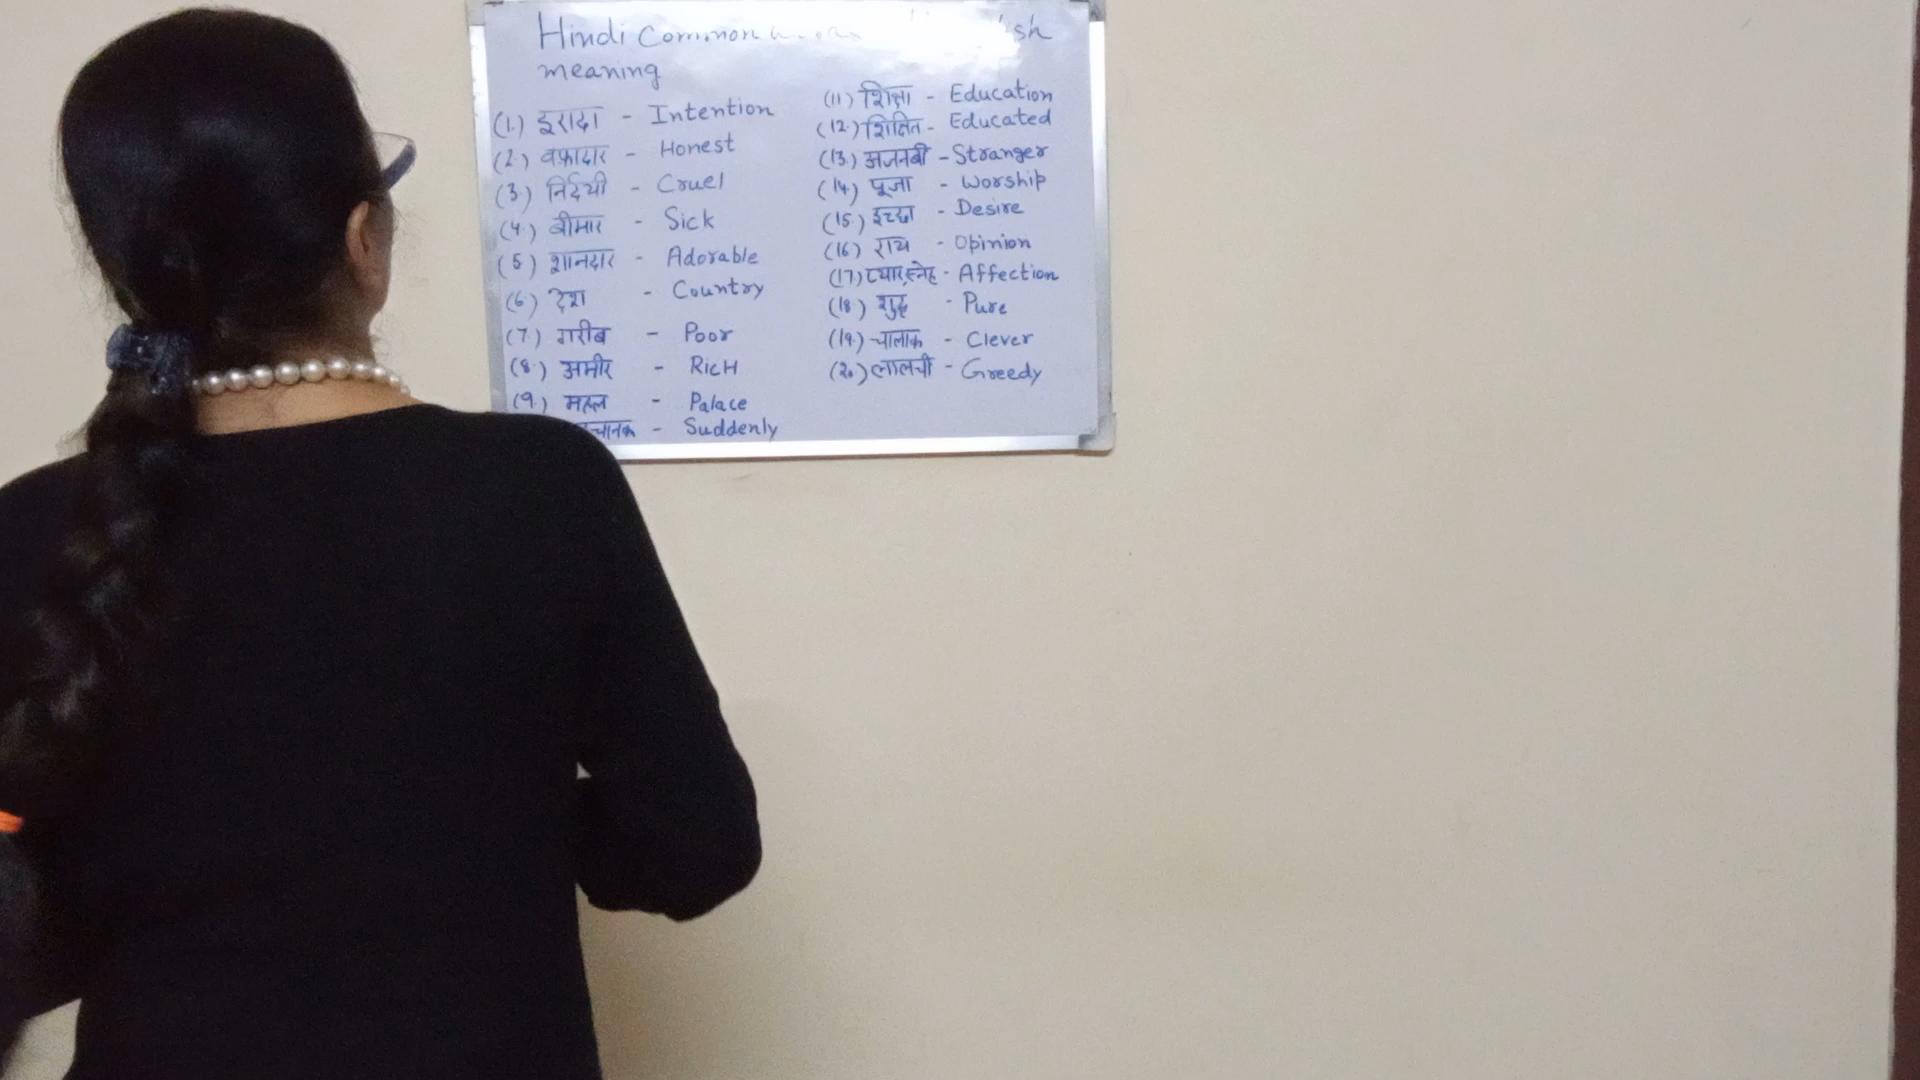 Hindi Common
meaning
(1.) इरादा - Intention
(2.) वफ़ादार - Honest
(3.) निर्दयी - Cruel
(4.) बीमार - Sick
(5.) शानदार - Adorable
(6.) देश - Country
(7.) गरीब - Poor
(8.) अमीर - RicH
(9.) महल - Palace
- Suddenly
(11) शिक्षा - Education
(12.) शिक्षित - Educated
(13.) अजनबी - Stranger
(14.) पूजा - Worship
(15.) इच्छा - Desire
(16) राय - Opinion
(17) प्यार,स्नेह - Affection
(18.) शुद्ध - Pure
(19.) चालाक - Clever
(20.) लालची - Greedy